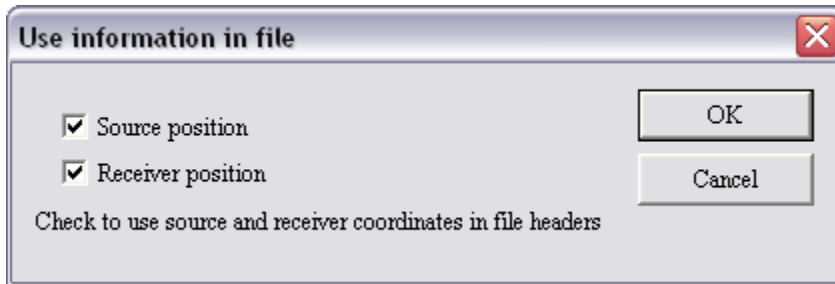 Use information in file
Source position
OK
Receiver position
Cancel
Check to use source and receiver coordinates in file headers